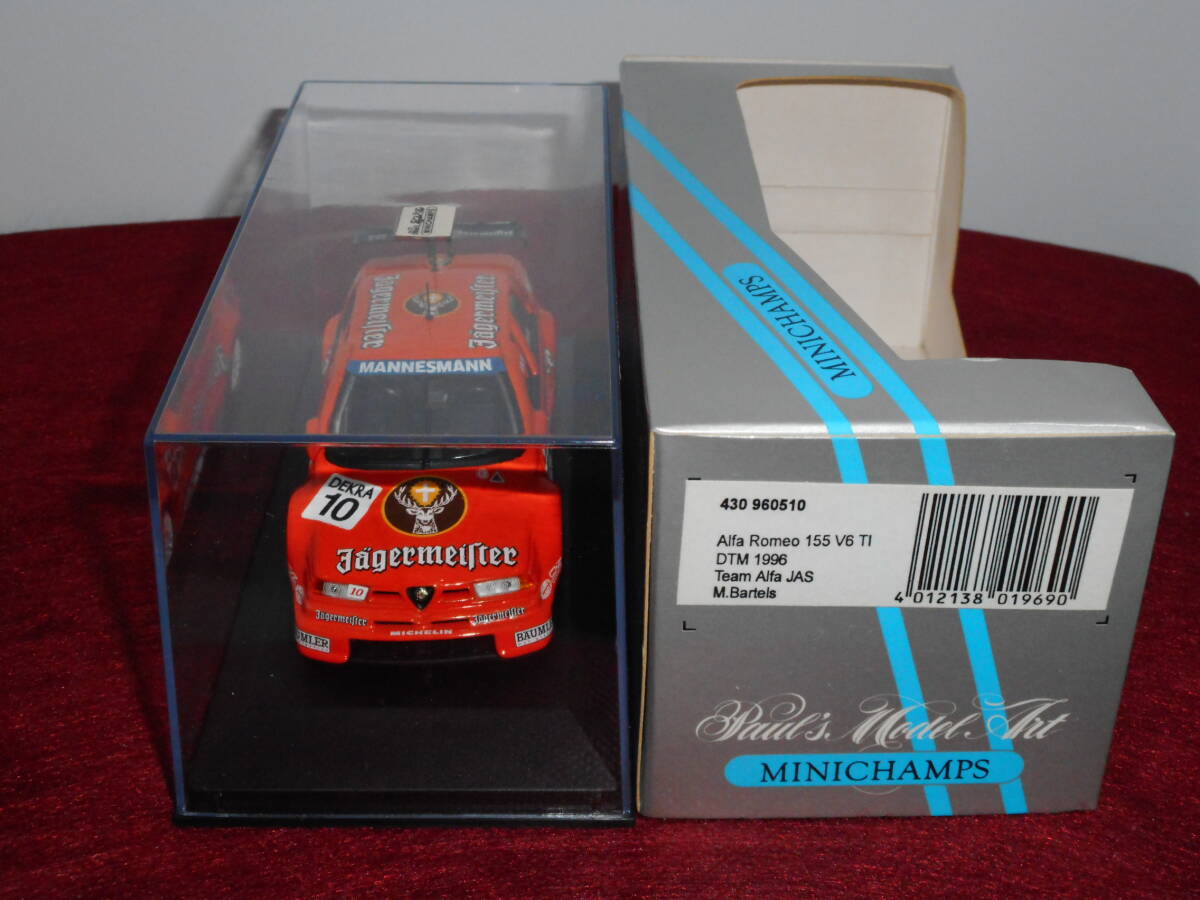 MINICHAMPS
Jägermeister
Jägermeister
MANNESMANN
DEKRA
10
Jägermeister
10
Jägermeister
Jägermeister
MICHELIN
BAUMLER
MINICHAMPS
430 960510
Alfa Romeo 155 V6 TI
DTM 1996
Team Alfa JAS
M.Bartels
4 012138 019690
Paul's Model Art
MINICHAMPS